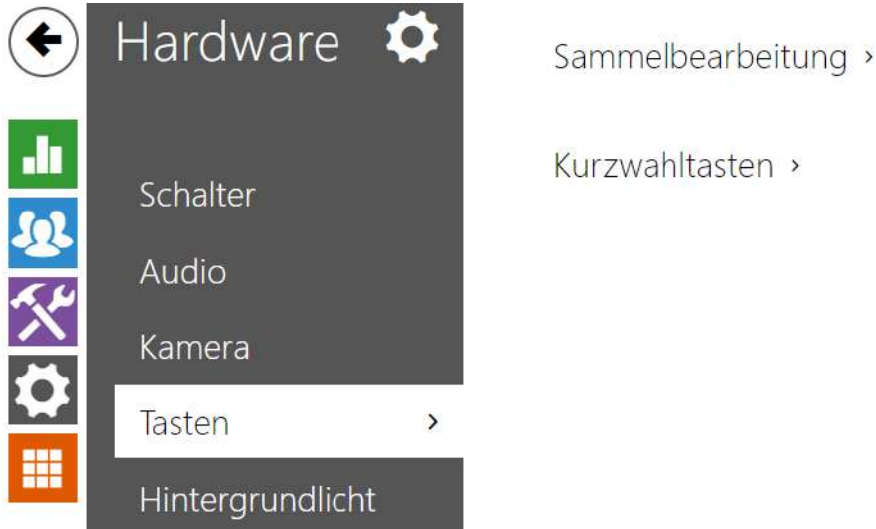 Hardware
Schalter
Audio
Kamera
Tasten
Hintergrundlicht
Sammelbearbeitung
Kurzwahltasten